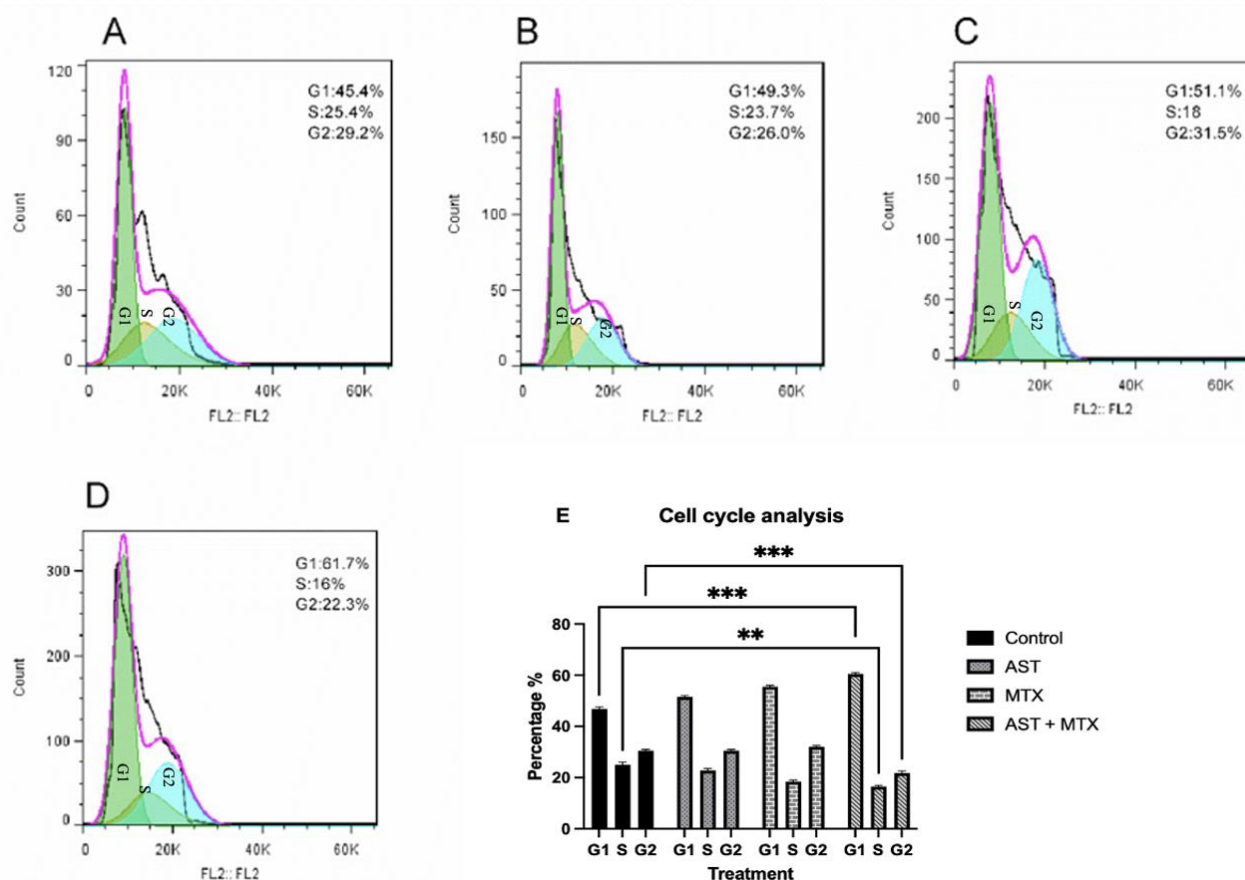 A
120
90
60
30
0
Count
G1:45.4%
S:25.4%
G2:29.2%
G1
S
G2
0
20K
40K
60K
FL2:: FL2
B
150
100
50
0
Count
G1:49.3%
S:23.7%
G2:26.0%
G1
S
G2
0
20K
40K
60K
FL2:: FL2
C
200
150
100
50
0
Count
G1:51.1%
S:18
G2:31.5%
G1
S
G2
0
20K
40K
60K
FL2:: FL2
D
300
200
100
0
Count
G1:61.7%
S:16%
G2:22.3%
G1
S
G2
0
20K
40K
60K
FL2:: FL2
E
Cell cycle analysis
***
***
**
80
60
40
20
0
Percentage %
G1 S G2 G1 S G2 G1 S G2 G1 S G2
Treatment
Control
AST
MTX
AST + MTX